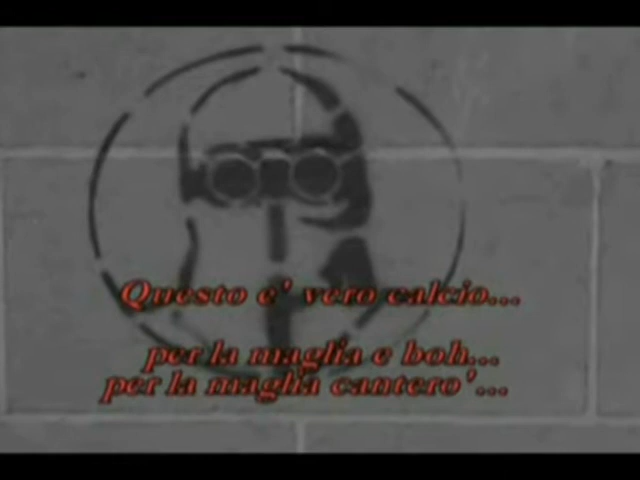 Questo e' vero calcio...
per la maglia e boh...
per la maglia cantero'...